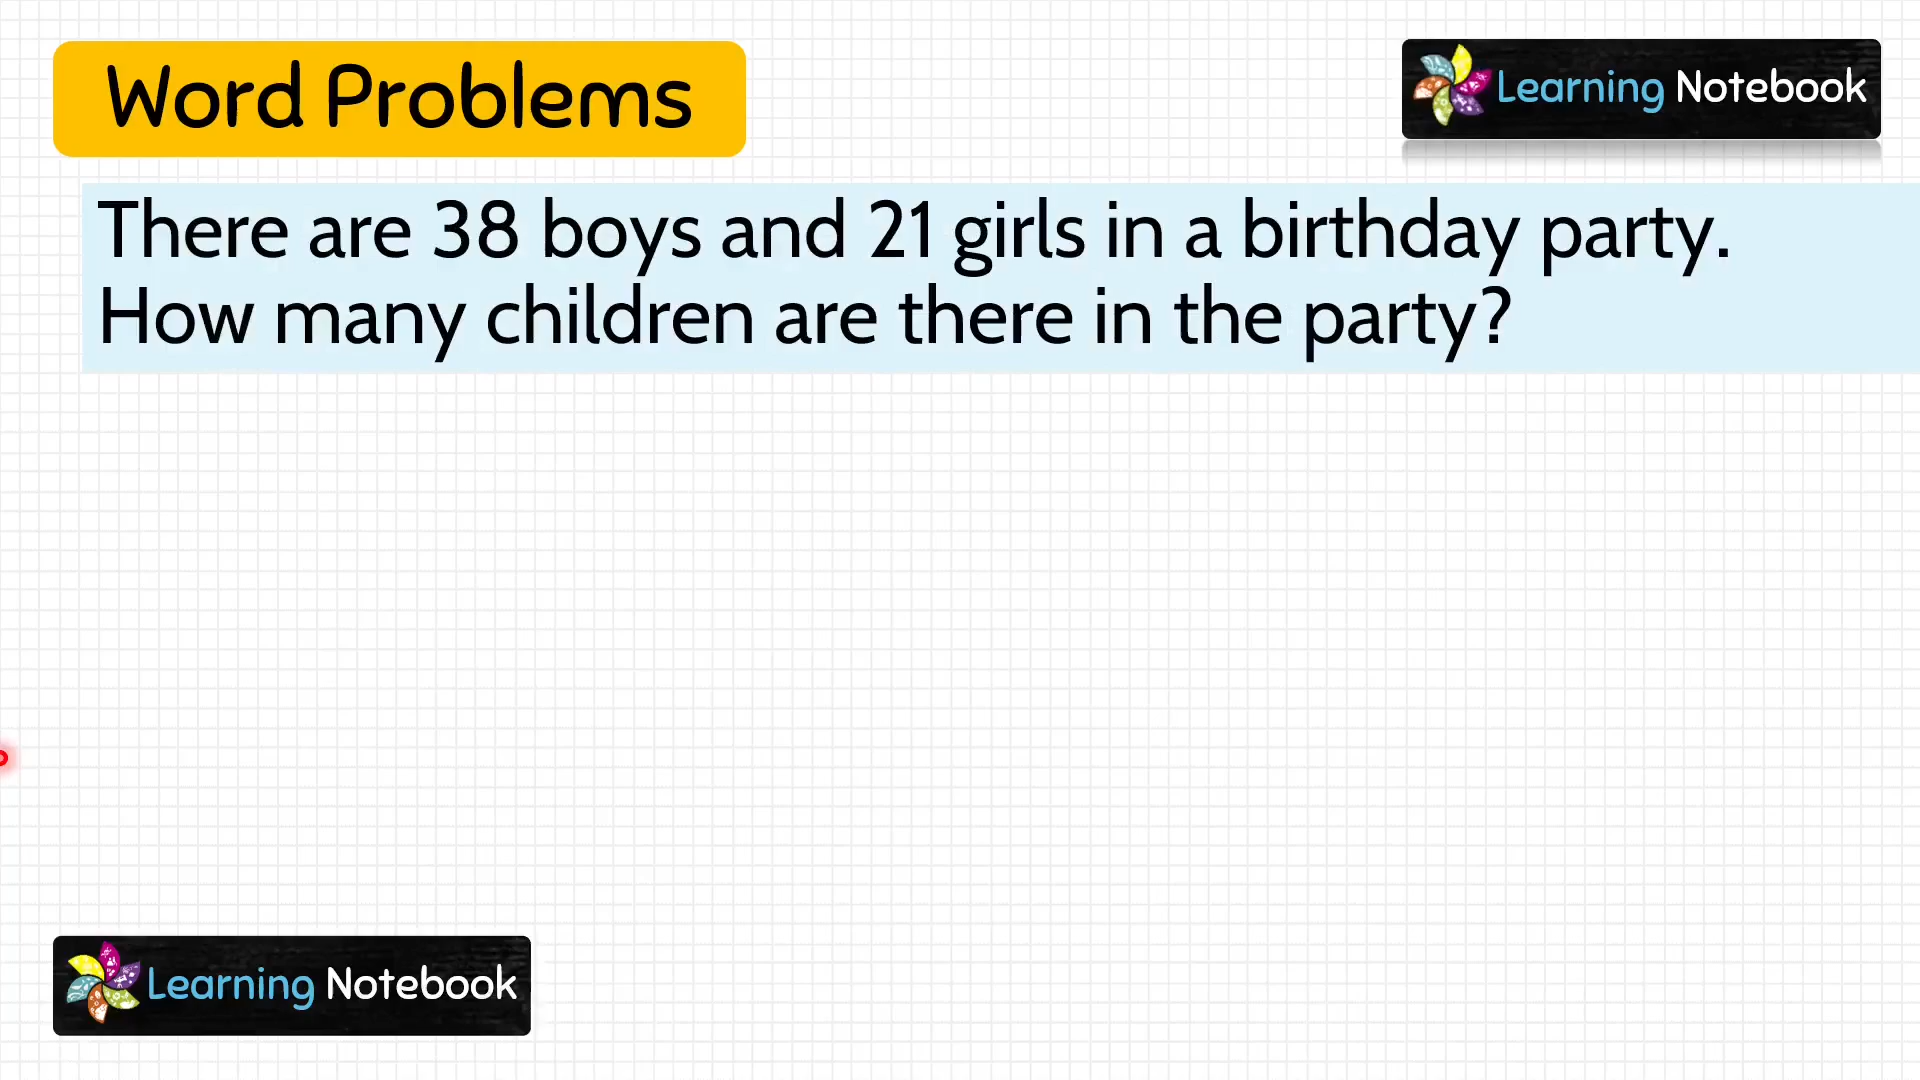 Word Problems
Learning Notebook
There are 38 boys and 21 girls in a birthday party.
How many children are there in the party?
Learning Notebook